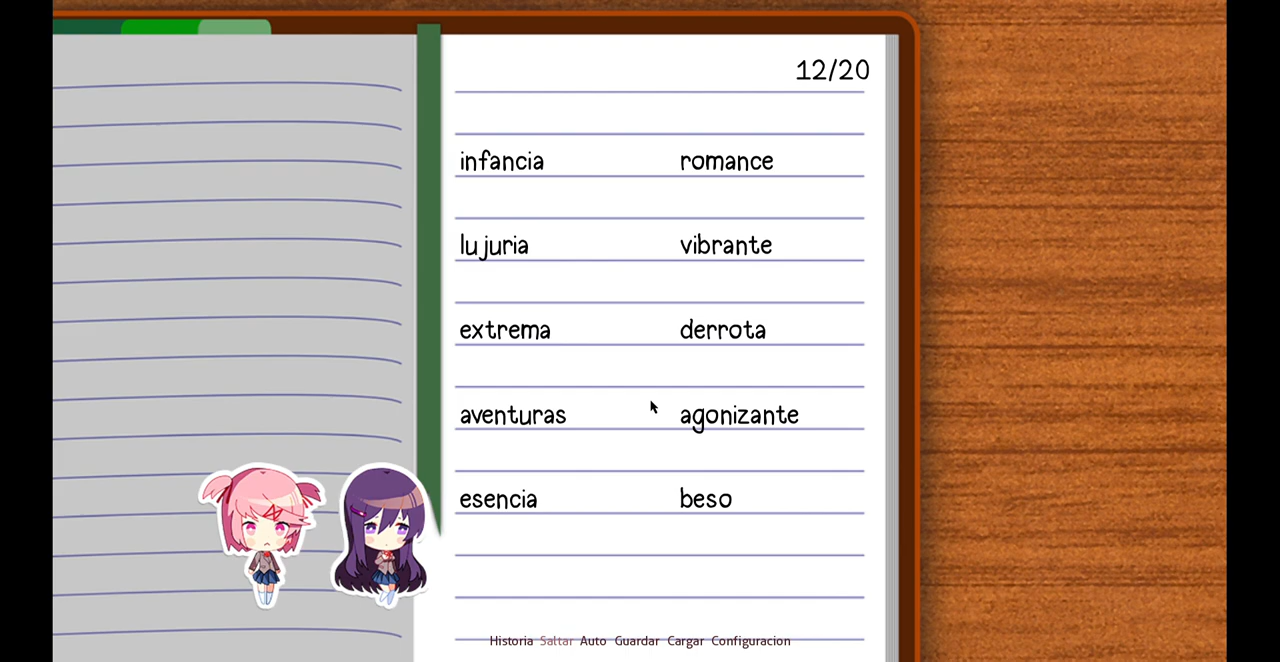 12/20
infancia romance
lujuria vibrante
extrema derrota
aventuras agonizante
esencia beso
Historia Saltar Auto Guardar Cargar Configuracion